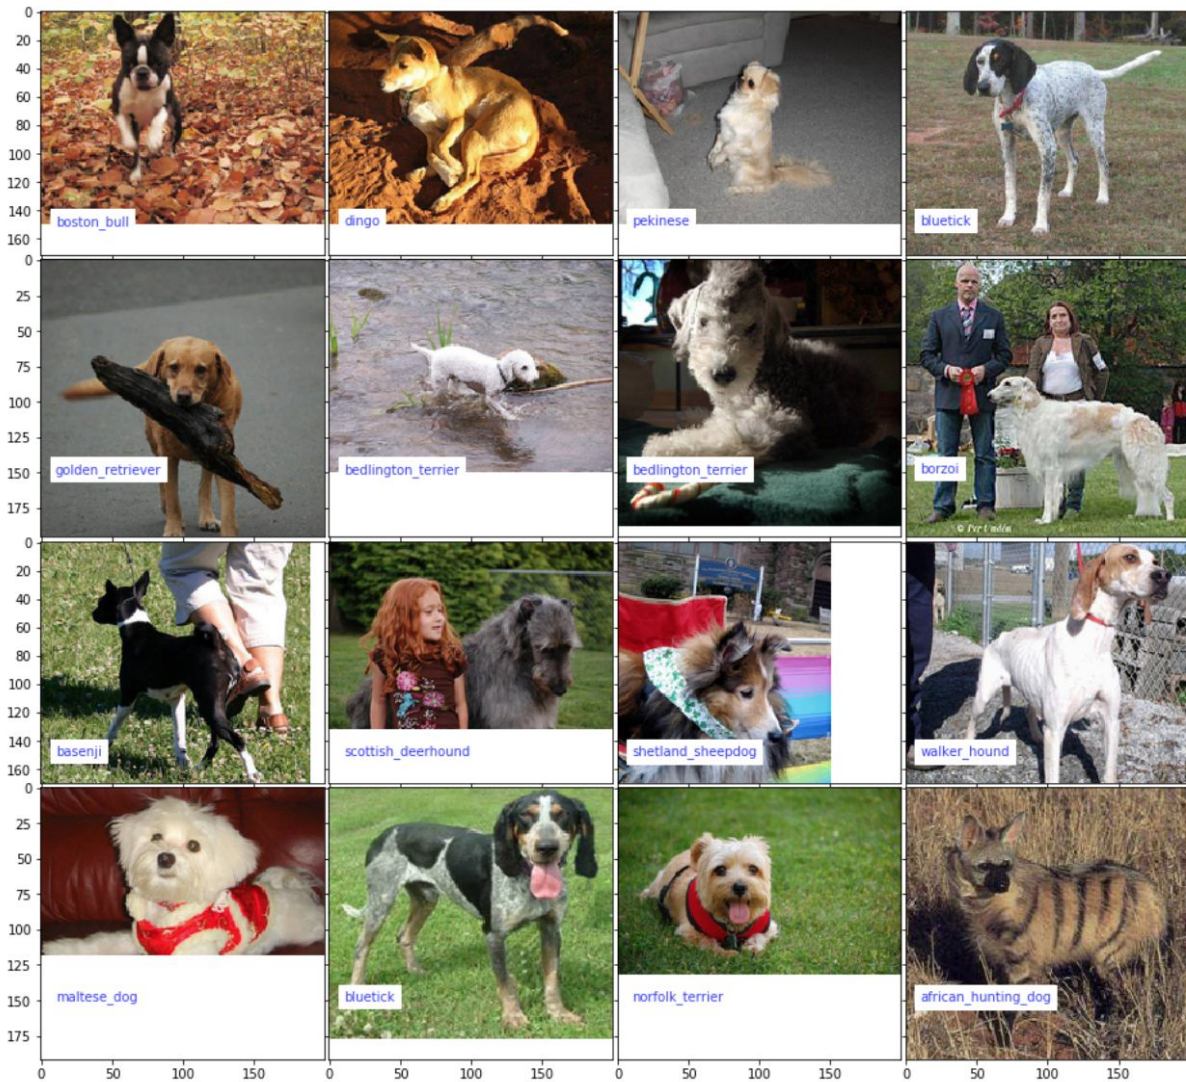 0
20
40
60
80
100
120
140
160
boston_bull
dingo
pekinese
bluetick
0
25
50
75
100
125
150
175
golden_retriever
bedlington_terrier
bedlington_terrier
borzoi
© Per Undén
0
20
40
60
80
100
120
140
160
basenji
scottish_deerhound
shetland_sheepdog
walker_hound
0
25
50
75
100
125
150
175
maltese_dog
bluetick
norfolk_terrier
african_hunting_dog
0 50 100 150 0 50 100 150 0 50 100 150 0 50 100 150